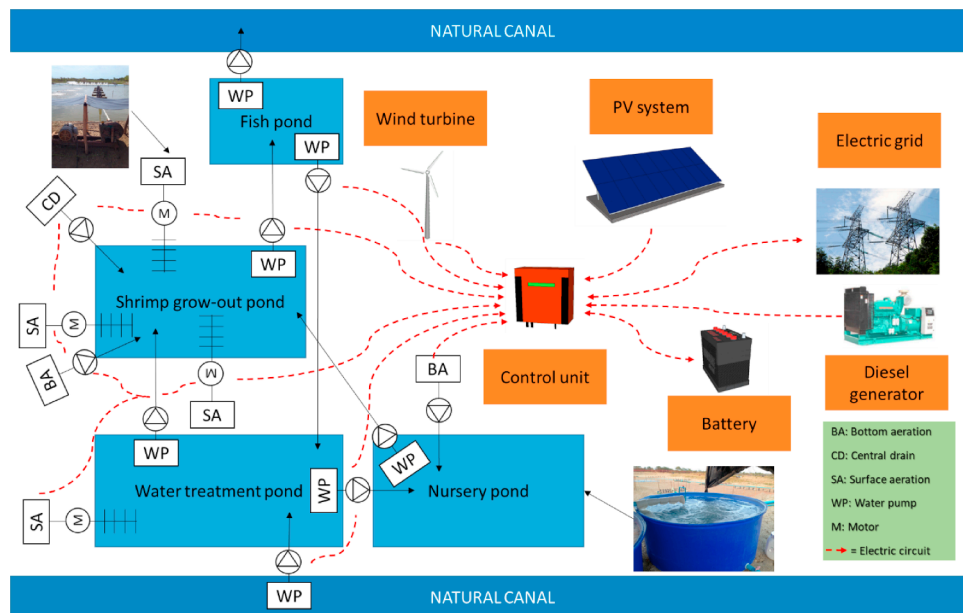 NATURAL CANAL
WP
Fish pond
WP
Wind turbine
PV system
Electric grid
SA
CD
M
WP
Shrimp grow-out pond
SA
M
BA
M
SA
BA
Control unit
Battery
Diesel
generator
WP
WP
Water treatment pond
WP
Nursery pond
SA
M
WP
BA: Bottom aeration
CD: Central drain
SA: Surface aeration
WP: Water pump
M: Motor
= Electric circuit
NATURAL CANAL